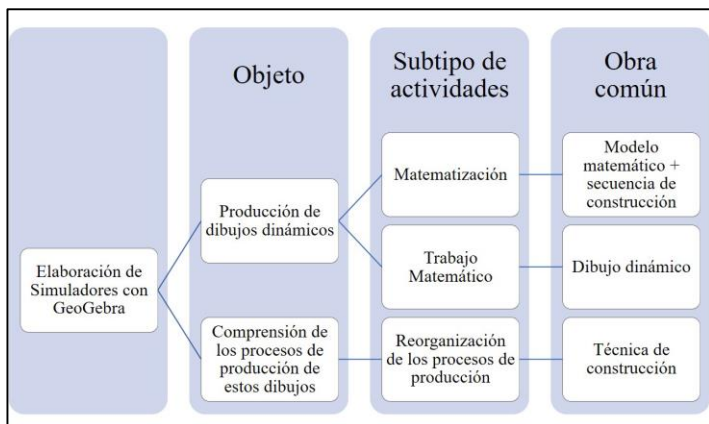 Objeto
Subtipo de
actividades
Obra
común
Elaboración de
Simuladores con
GeoGebra
Producción de
dibujos dinámicos
Comprensión de
los procesos de
producción de
estos dibujos
Matematización
Trabajo
Matemático
Reorganización
de los procesos de
producción
Modelo
matemático +
secuencia de
construcción
Dibujo dinámico
Técnica de
construcción